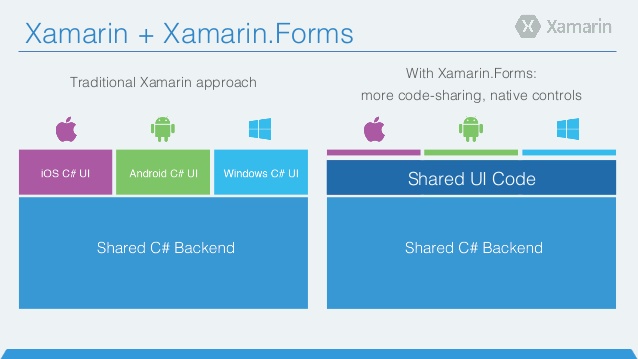 Xamarin + Xamarin.Forms
Xamarin
Traditional Xamarin approach
With Xamarin.Forms:
more code-sharing, native controls
iOS C# UI
Android C# UI
Windows C# UI
Shared C# Backend
Shared UI Code
Shared C# Backend